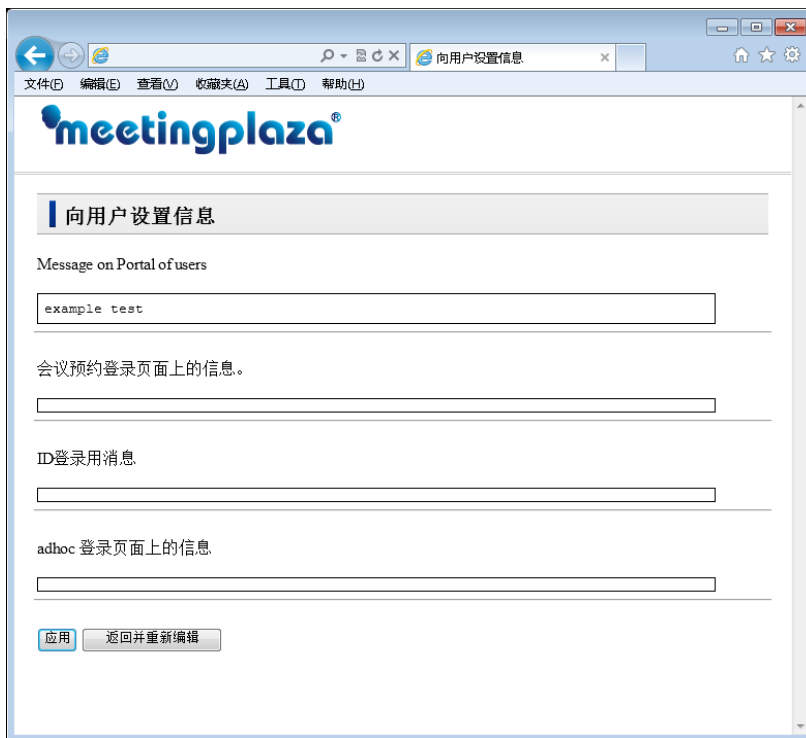 向用户设置信息
文件(F) 编辑(E) 查看(V) 收藏夹(A) 工具(T) 帮助(H)
meetingplaza®
向用户设置信息
Message on Portal of users
example test
会议预约登录页面上的信息。
ID登录用消息
adhoc 登录页面上的信息
应用 返回并重新编辑